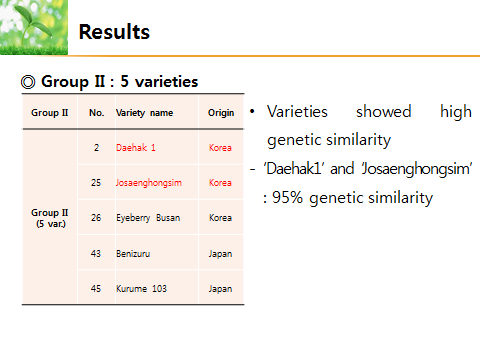 Results
◎ Group II : 5 varieties
Group II No. Variety name Origin
2 Daehak 1 Korea
25 Josaenghongsim Korea
Group II
(5 var.)
26 Eyeberry Busan Korea
43 Benizuru Japan
45 Kurume 103 Japan
• Varieties showed high
genetic similarity
- ‘Daehak1’ and ‘Josaenghongsim’
: 95% genetic similarity